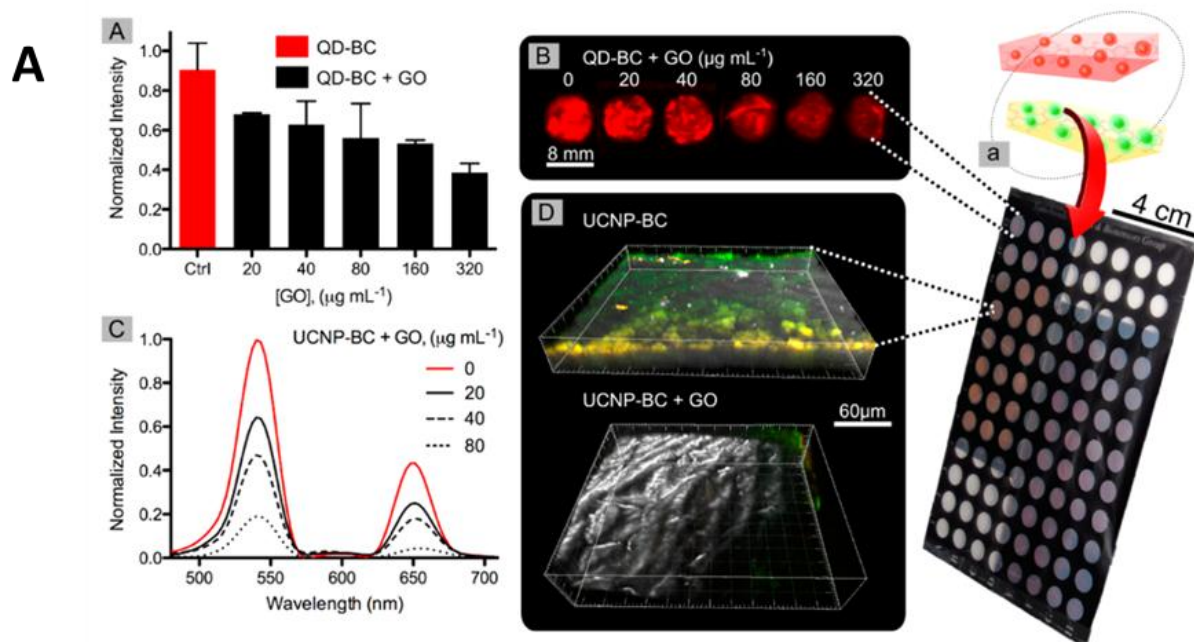 A
A
QD-BC
QD-BC + GO
Normalized Intensity
1.0
0.8
0.6
0.4
0.2
0.0
Ctrl 20 40 80 160 320
[GO], (μg mL⁻¹)
B
QD-BC + GO (μg mL⁻¹)
0 20 40 80 160 320
8 mm
C
UCNP-BC + GO, (μg mL⁻¹)
0
20
40
80
Normalized Intensity
1.0
0.8
0.6
0.4
0.2
0.0
500 550 600 650 700
Wavelength (nm)
D
UCNP-BC
UCNP-BC + GO
60μm
a
4 cm
Group